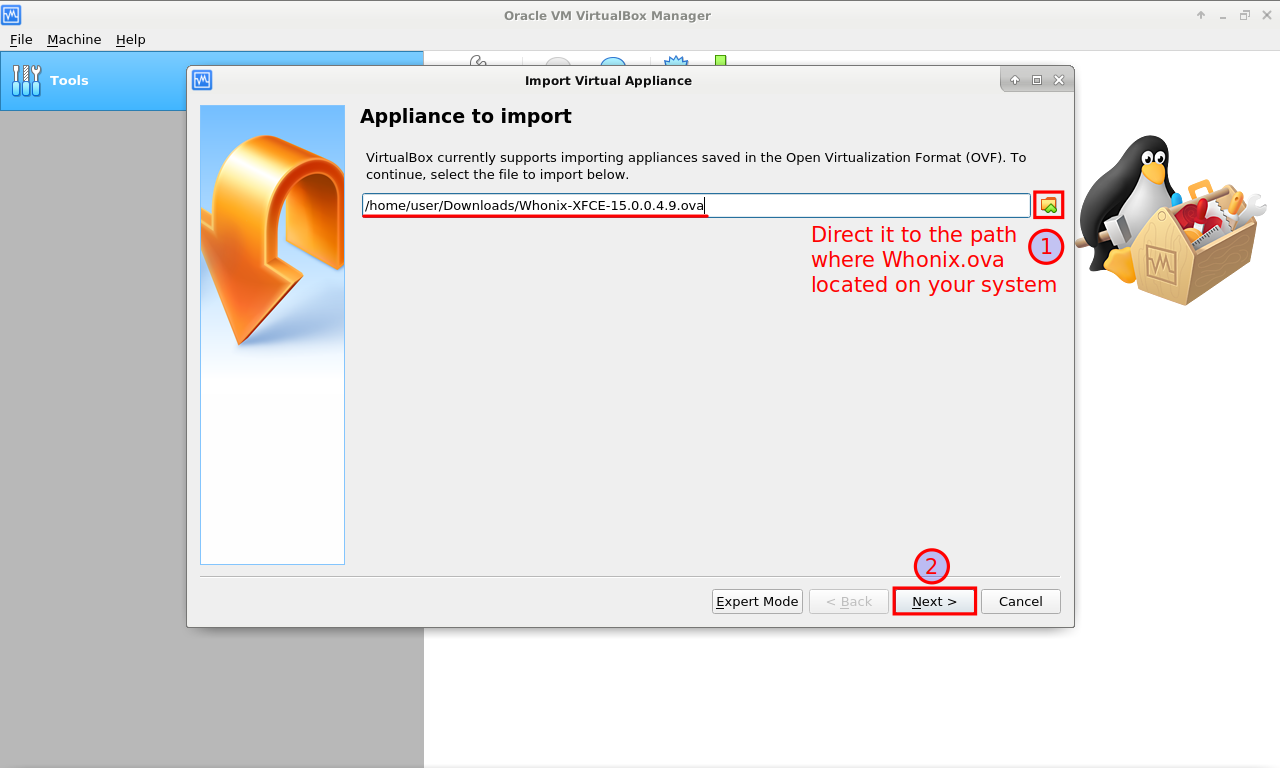 Oracle VM VirtualBox Manager
File Machine Help
Tools
Import Virtual Appliance
Appliance to import
VirtualBox currently supports importing appliances saved in the Open Virtualization Format (OVF). To
continue, select the file to import below.
/home/user/Downloads/Whonix-XFCE-15.0.0.4.9.ova
Direct it to the path
where Whonix.ova
located on your system
1
2
Expert Mode < Back Next > Cancel